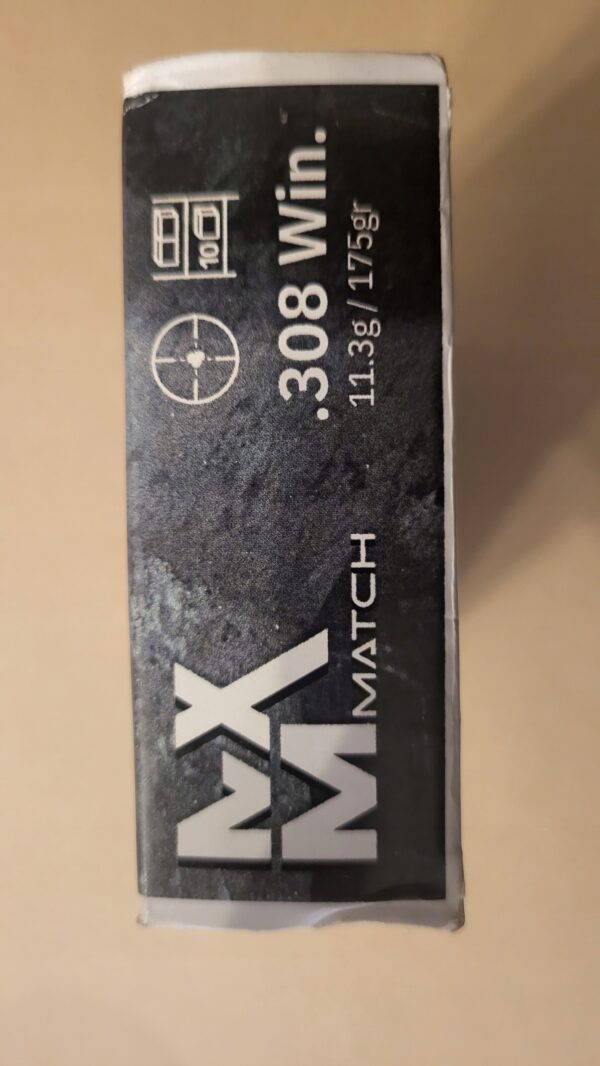 MX
M MATCH
10
.308 Win.
11.3g / 175gr